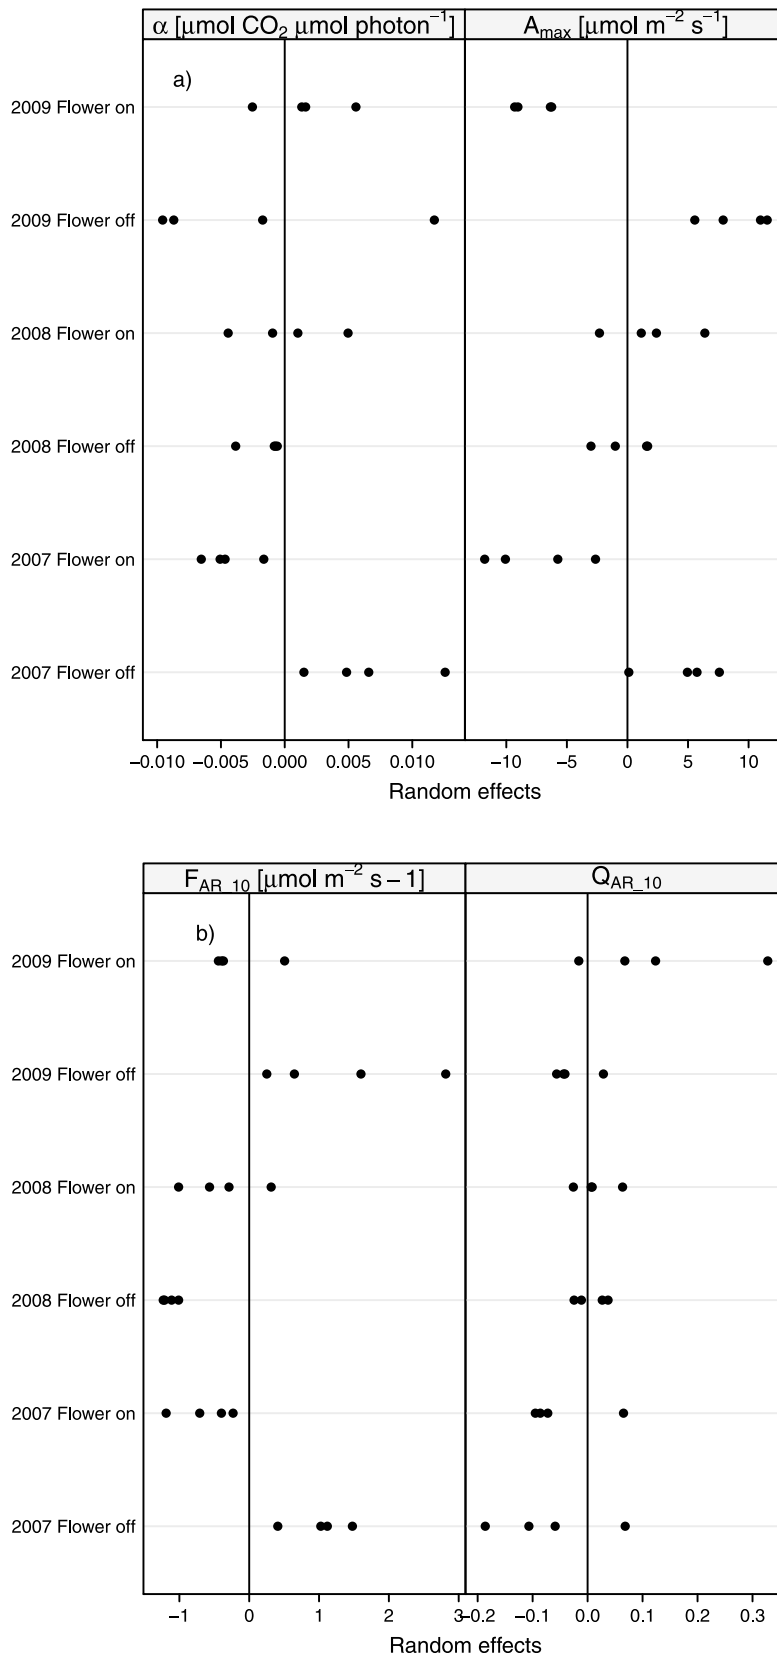 α [μmol CO₂ μmol photon⁻¹] A_max [μmol m⁻² s⁻¹]
a)
2009 Flower on
2009 Flower off
2008 Flower on
2008 Flower off
2007 Flower on
2007 Flower off
−0.010 −0.005 0.000 0.005 0.010 −10 −5 0 5 10
Random effects
F_AR_10 [μmol m⁻² s−1] Q_AR_10
b)
2009 Flower on
2009 Flower off
2008 Flower on
2008 Flower off
2007 Flower on
2007 Flower off
−1 0 1 2 3 −0.2 −0.1 0.0 0.1 0.2 0.3
Random effects